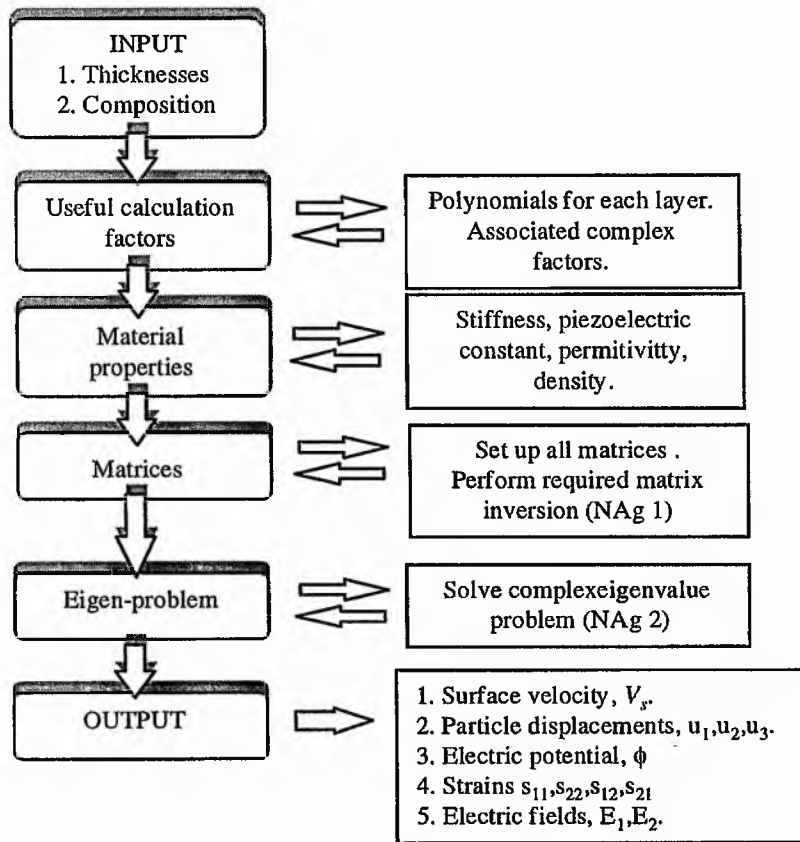 INPUT
1. Thicknesses
2. Composition
Useful calculation
factors
Polynomials for each layer.
Associated complex
factors.
Material
properties
Stiffness, piezoelectric
constant, permitivitty,
density.
Matrices
Set up all matrices .
Perform required matrix
inversion (NAg 1)
Eigen-problem
Solve complexeigenvalue
problem (NAg 2)
OUTPUT
1. Surface velocity, Vs.
2. Particle displacements, u1,u2,u3.
3. Electric potential, ϕ
4. Strains s11,s22,s12,s21
5. Electric fields, E1,E2.